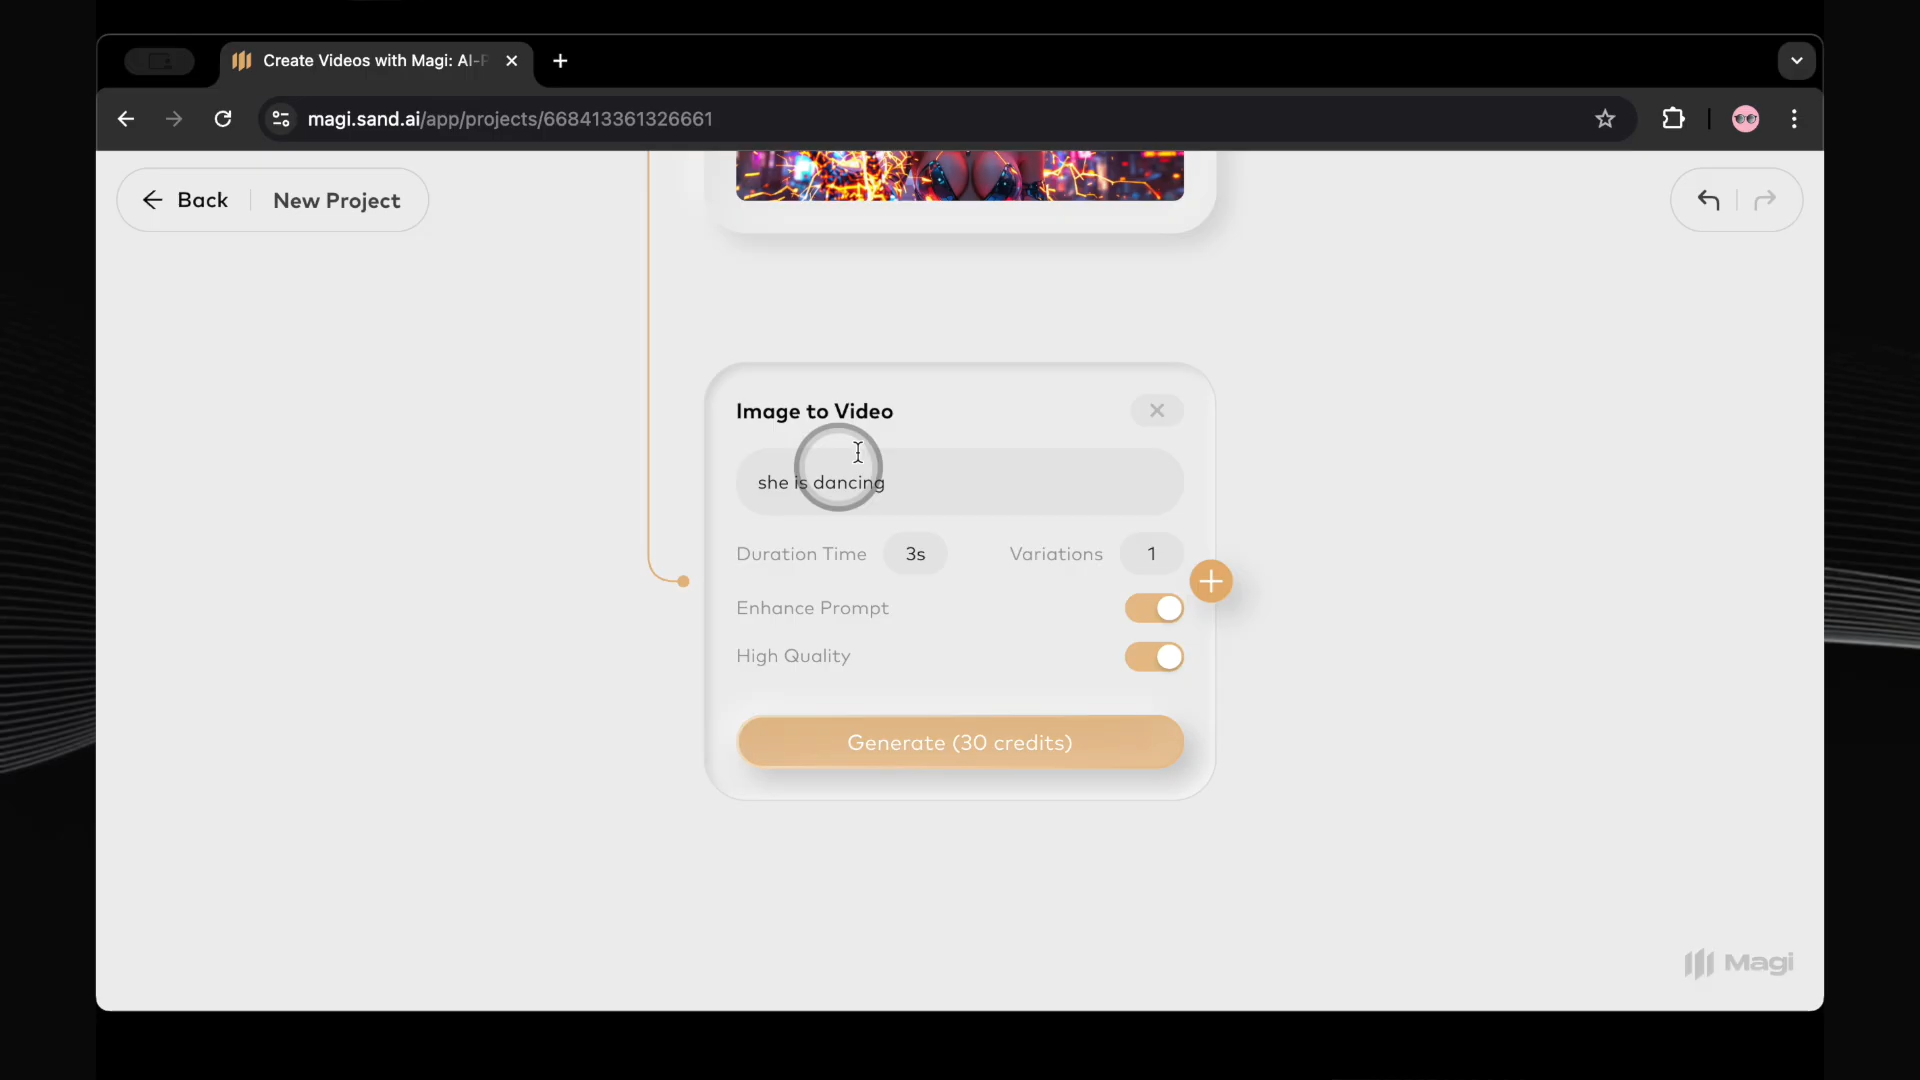 Create Videos with Magi: AI-
magi.sand.ai/app/projects/668413361326661
Back
New Project
Image to Video
she is dancing
Duration Time 3s Variations 1
Enhance Prompt
High Quality
Generate (30 credits)
Magi